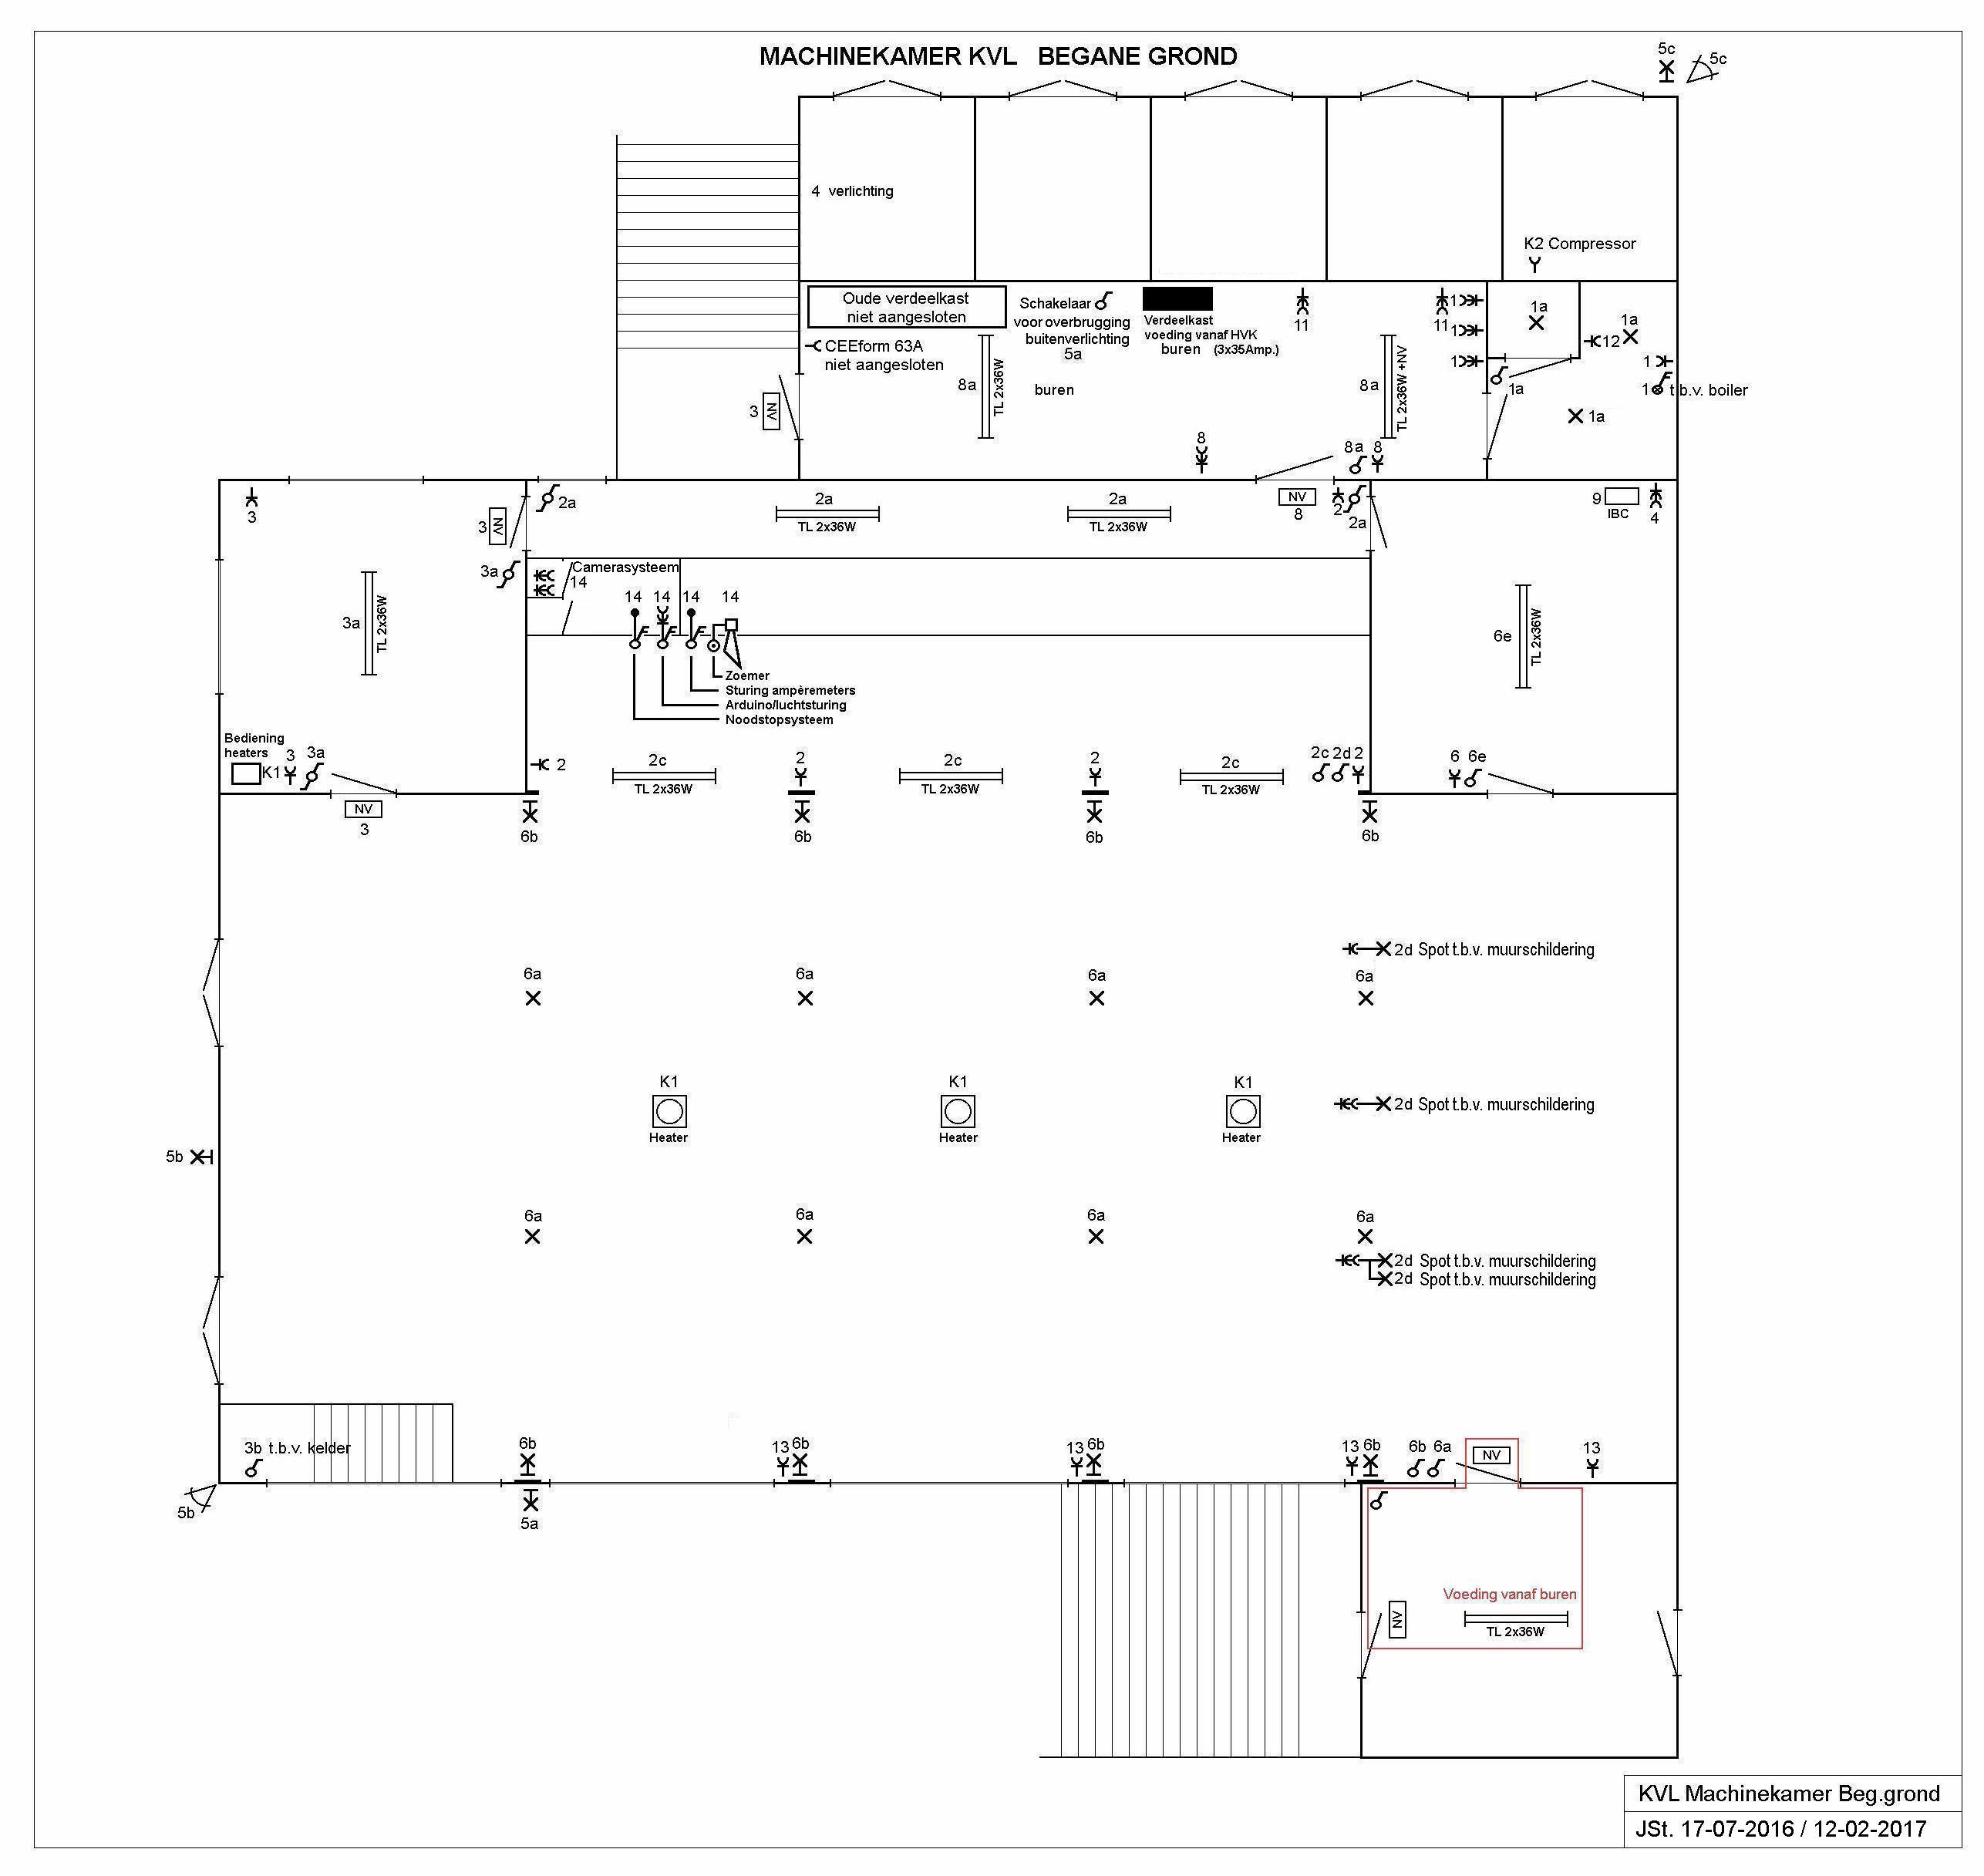 MACHINEKAMER KVL BEGANE GROND
5c
5c
4 verlichting
K2 Compressor
Oude verdeelkast
niet aangesloten
CEEform 63A
niet aangesloten
Schakelaar
voor overbrugging
buitenverlichting
5a
Verdeelkast
voeding vanaf HVK
buren (3x35Amp.)
buren
11
11
1
1
1
1a
1a
12
1
1 t.b.v. boiler
1a
1a
3
NV
8a
TL 2x36W
8a
TL 2x36W +NV
8
8a
8
3
3
NV
2a
2a
TL 2x36W
2a
TL 2x36W
NV
8
2
2a
9
IBC
4
3a
14
Camerasysteem
14
14
14
14
3a
TL 2x36W
6e
TL 2x36W
Zoemer
Sturing ampèremeters
Arduino/luchtsturing
Noodstopsysteem
Bediening
heaters
K1
3
3a
NV
3
2
2c
TL 2x36W
2
2c
TL 2x36W
2
2c
TL 2x36W
2c
2d
2
6
6e
6b
6b
6b
6b
2d Spot t.b.v. muurschildering
6a
6a
6a
6a
K1
Heater
K1
Heater
K1
Heater
2d Spot t.b.v. muurschildering
5b
6a
6a
6a
6a
2d Spot t.b.v. muurschildering
2d Spot t.b.v. muurschildering
3b t.b.v. kelder
6b
13
6b
13
6b
13
6b
6b
6a
NV
13
5b
5a
Voeding vanaf buren
NV
TL 2x36W
KVL Machinekamer Beg.grond
JSt. 17-07-2016 / 12-02-2017